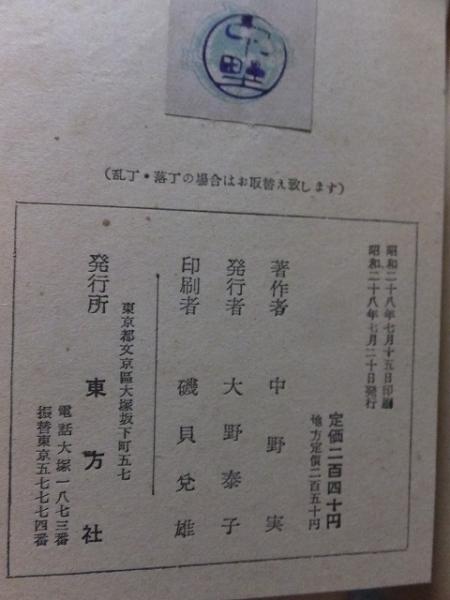 中野
(乱丁・落丁の場合はお取替え致します)
昭和二十八年七月十五日印刷
昭和二十八年七月二十日発行
定価二百四十円
地方定価二百五十円
著作者 中野実
発行者 大野泰子
印刷者 磯貝兌雄
東京都文京區大塚坂下町五七
発行所 東方社
電話大塚一八七三番
振替東京五七七七四番